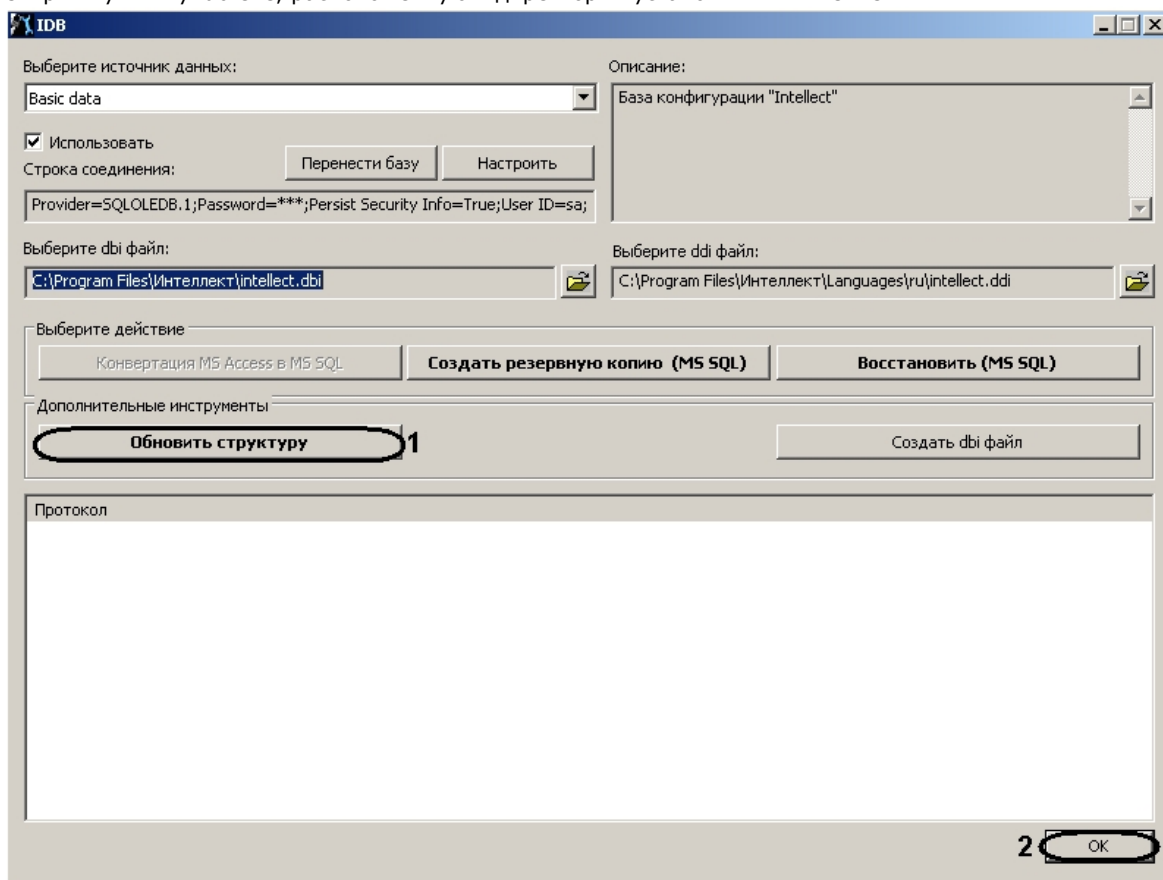 IDB
Выберите источник данных:
Описание:
Basic data
База конфигурации "Intellect"
Использовать
Строка соединения:
Перенести базу
Настроить
Provider=SQLOLEDB.1;Password=***;Persist Security Info=True;User ID=sa;
Выберите dbi файл:
Выберите ddi файл:
C:\Program Files\Интеллект\intellect.dbi
C:\Program Files\Интеллект\Languages\ru\intellect.ddi
Выберите действие
Конвертация MS Access в MS SQL
Создать резервную копию (MS SQL)
Восстановить (MS SQL)
Дополнительные инструменты
Обновить структуру
1
Создать dbi файл
Протокол
2
OK